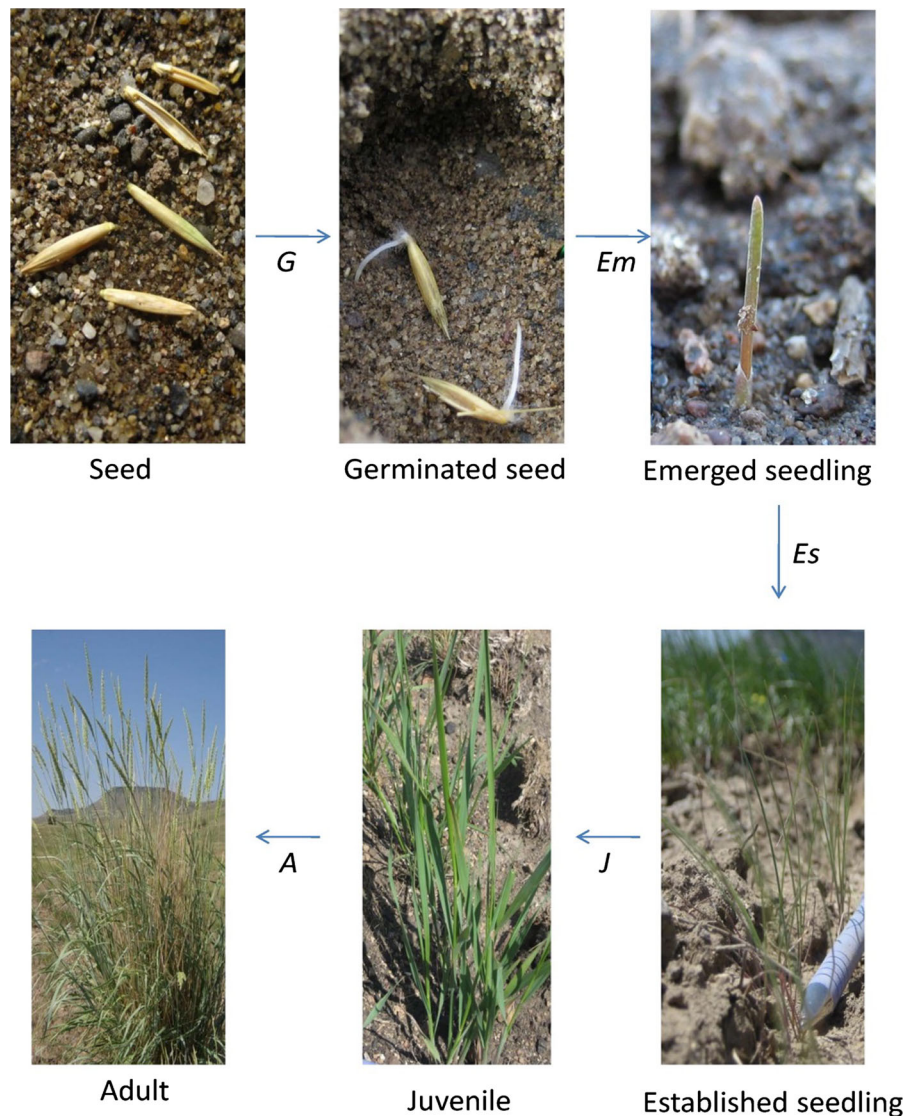 G
Em
Seed
Germinated seed
Emerged seedling
Es
A
J
Adult
Juvenile
Established seedling